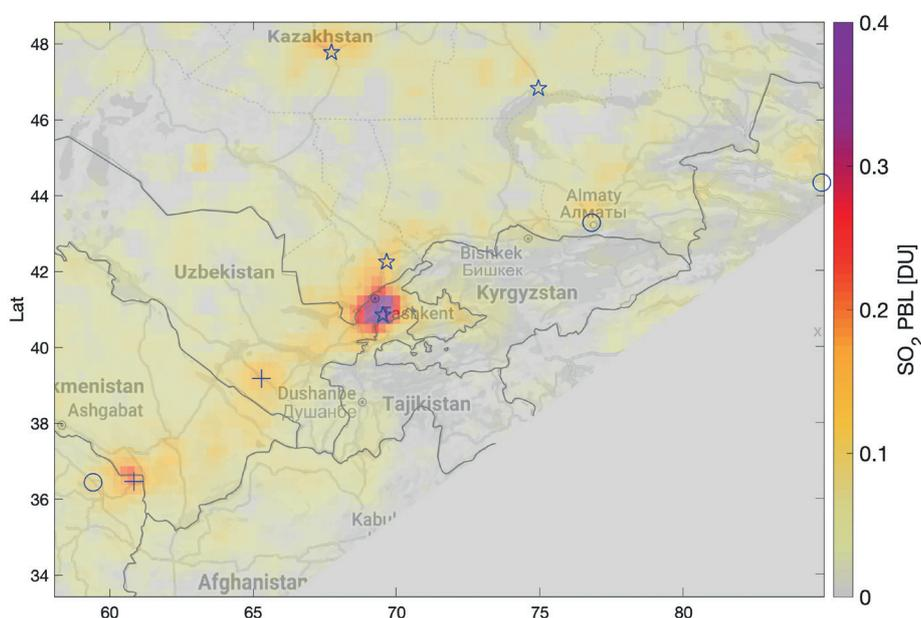 48
46
44
42
40
38
36
34
Lat
60
65
70
75
80
Kazakhstan
Almaty
Алматы
Bishkek
Бишкек
Uzbekistan
Kyrgyzstan
ashkent
kmenistan
Ashgabat
Dushanbe
Душанбе
Tajikistan
Kabul
Afghanistan
x
0.4
0.3
0.2
0.1
0
SO2 PBL [DU]